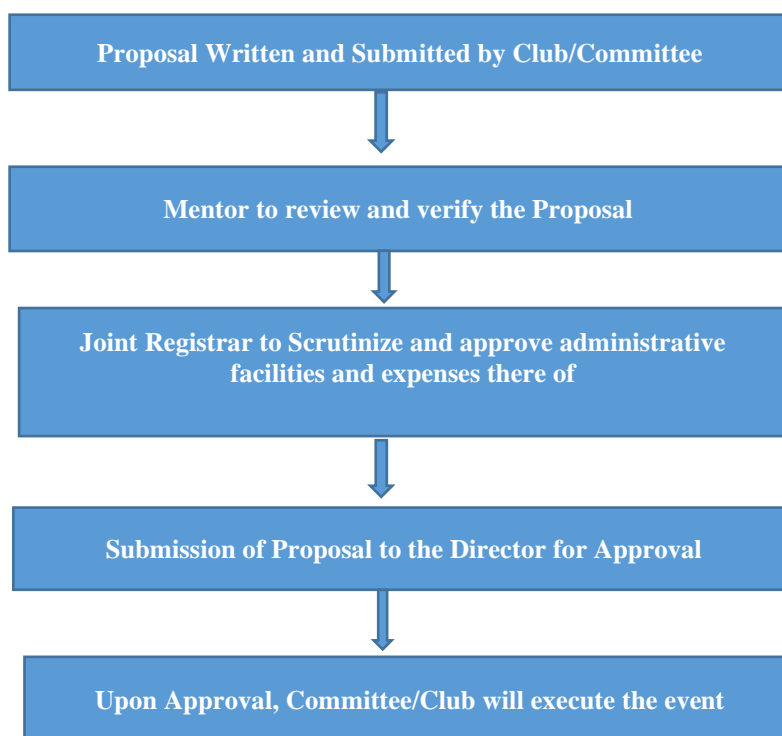 Proposal Written and Submitted by Club/Committee
Mentor to review and verify the Proposal
Joint Registrar to Scrutinize and approve administrative
facilities and expenses there of
Submission of Proposal to the Director for Approval
Upon Approval, Committee/Club will execute the event